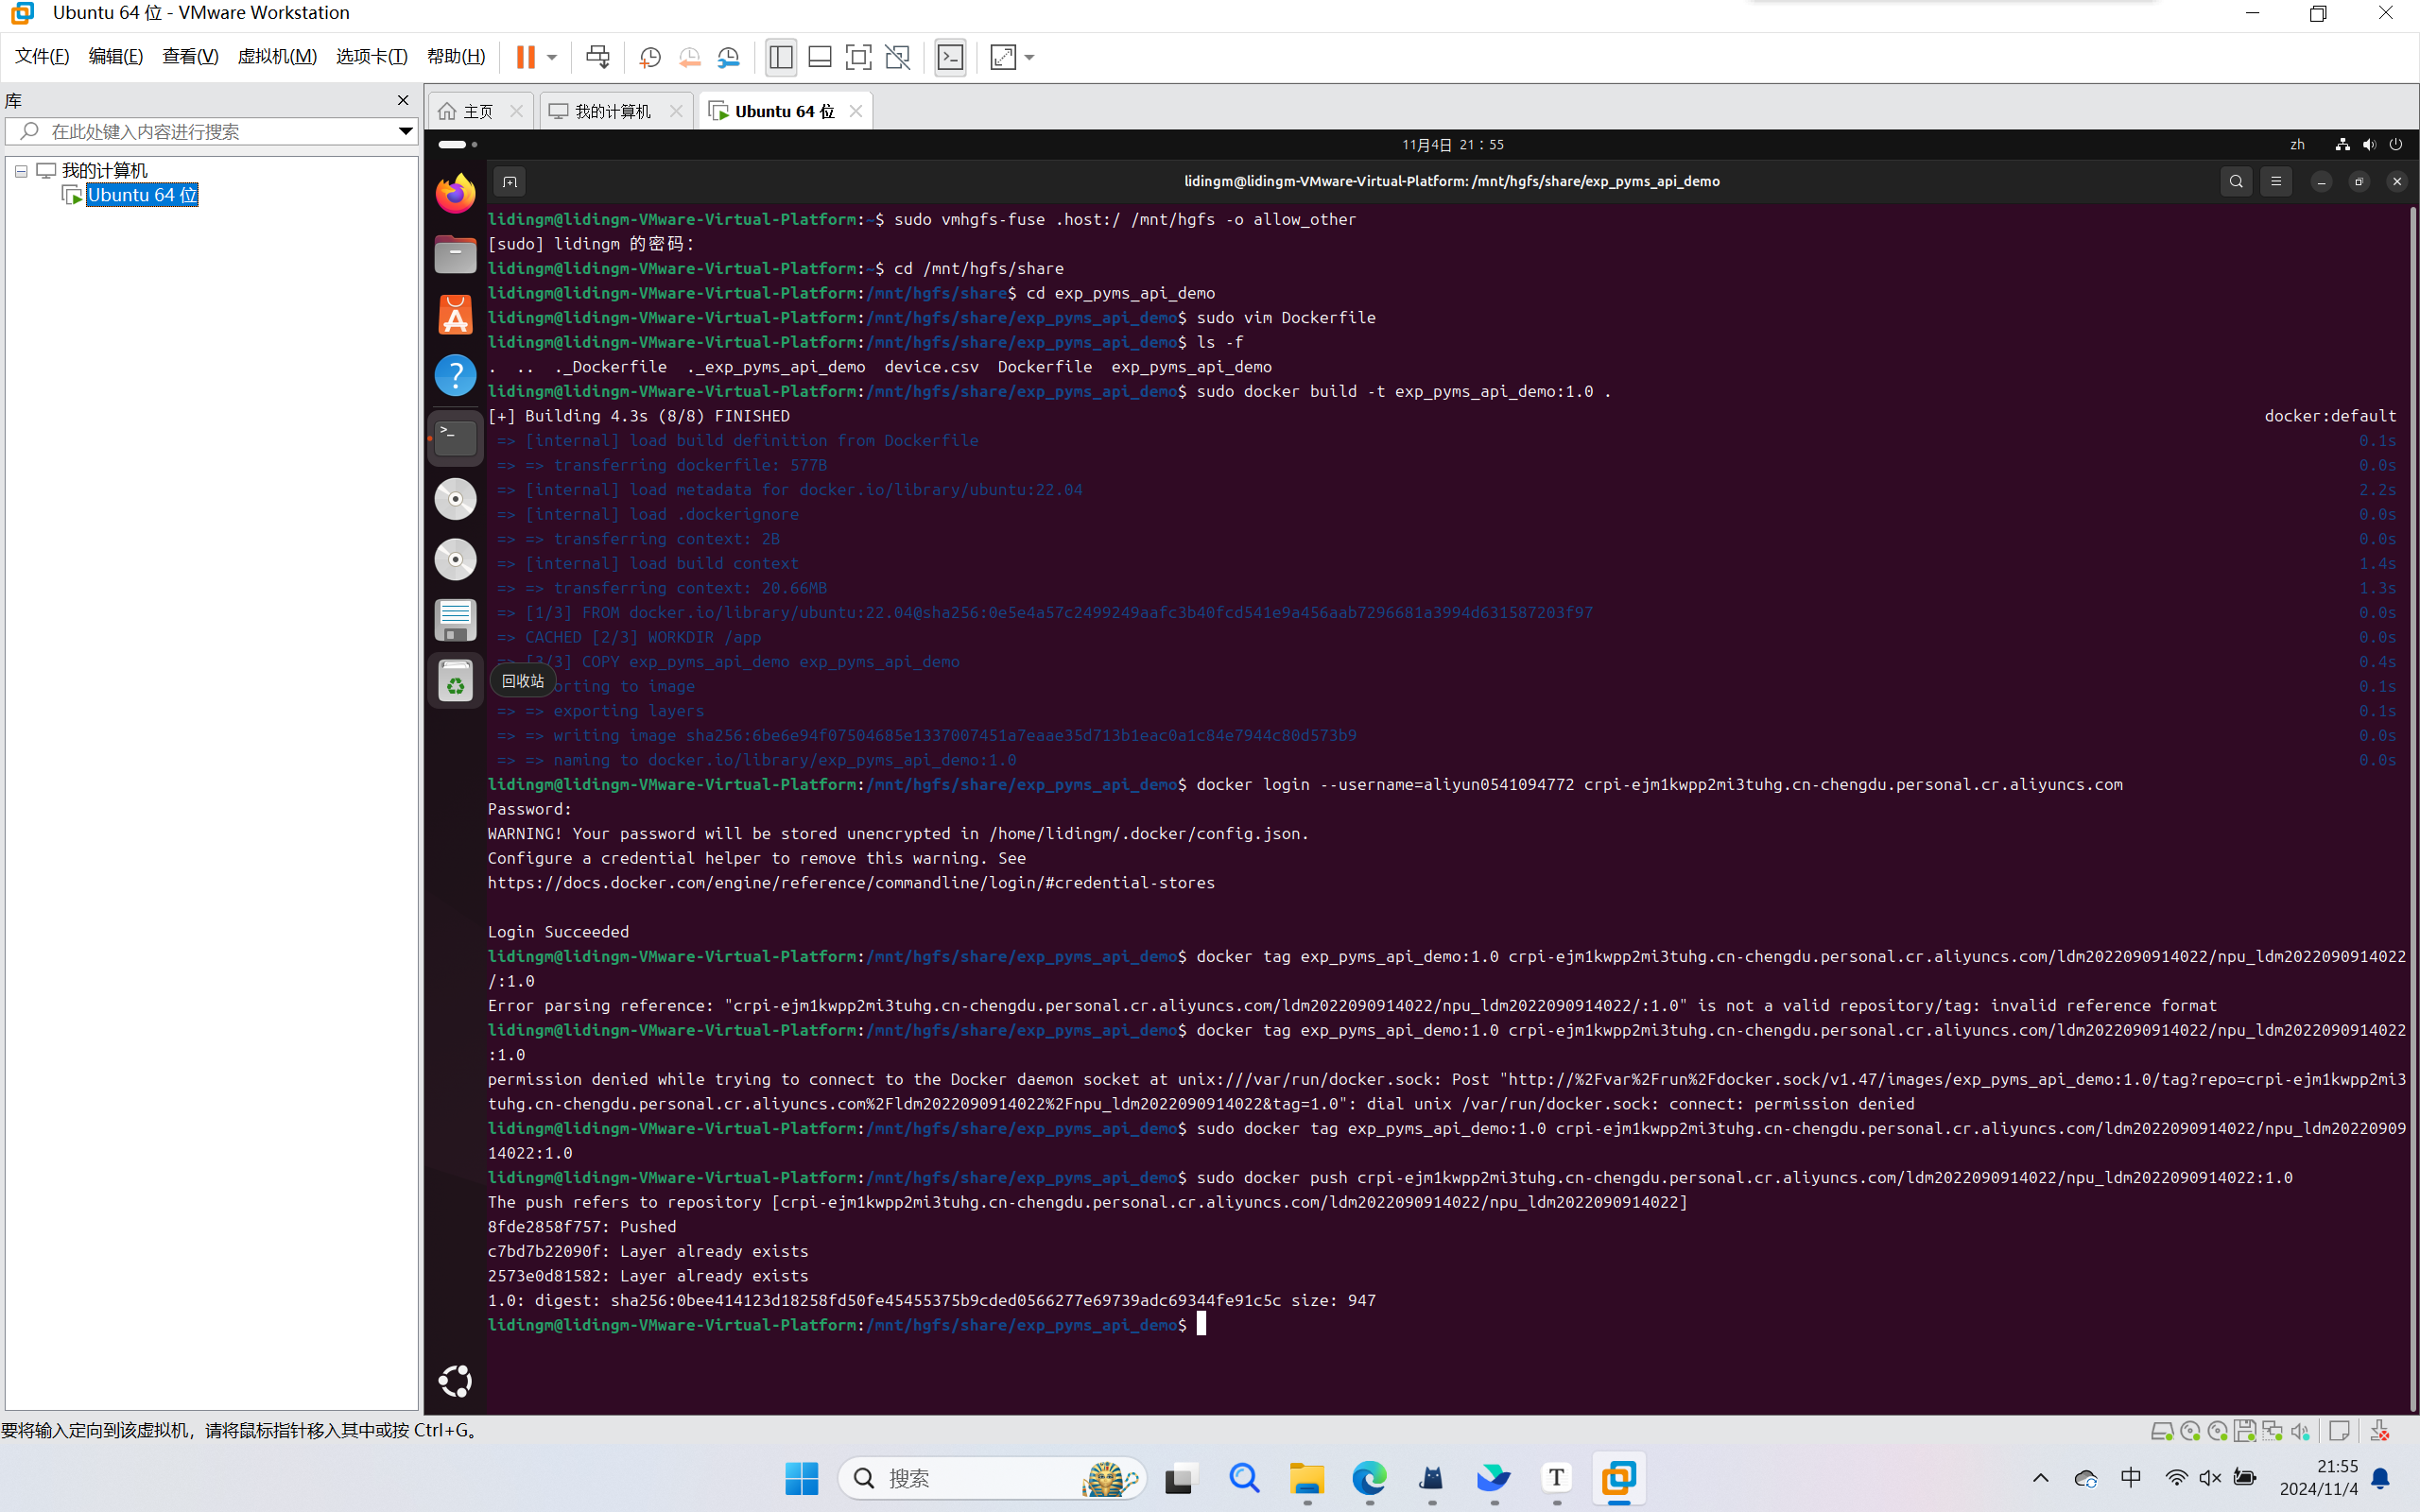 Ubuntu 64 位 - VMware Workstation
文件(F) 编辑(E) 查看(V) 虚拟机(M) 选项卡(T) 帮助(H)
库
在此处键入内容进行搜索
我的计算机
Ubuntu 64 位
主页 我的计算机 Ubuntu 64 位
11月4日 21：55 zh
lidingm@lidingm-VMware-Virtual-Platform: /mnt/hgfs/share/exp_pyms_api_demo
lidingm@lidingm-VMware-Virtual-Platform:~$ sudo vmhgfs-fuse .host:/ /mnt/hgfs -o allow_other
[sudo] lidingm 的密码：
lidingm@lidingm-VMware-Virtual-Platform:~$ cd /mnt/hgfs/share
lidingm@lidingm-VMware-Virtual-Platform:/mnt/hgfs/share$ cd exp_pyms_api_demo
lidingm@lidingm-VMware-Virtual-Platform:/mnt/hgfs/share/exp_pyms_api_demo$ sudo vim Dockerfile
lidingm@lidingm-VMware-Virtual-Platform:/mnt/hgfs/share/exp_pyms_api_demo$ ls -f
. .. ._Dockerfile ._exp_pyms_api_demo device.csv Dockerfile exp_pyms_api_demo
lidingm@lidingm-VMware-Virtual-Platform:/mnt/hgfs/share/exp_pyms_api_demo$ sudo docker build -t exp_pyms_api_demo:1.0 .
[+] Building 4.3s (8/8) FINISHED docker:default
=> [internal] load build definition from Dockerfile 0.1s
=> => transferring dockerfile: 577B 0.0s
=> [internal] load metadata for docker.io/library/ubuntu:22.04 2.2s
=> [internal] load .dockerignore 0.0s
=> => transferring context: 2B 0.0s
=> [internal] load build context 1.4s
=> => transferring context: 20.66MB 1.3s
=> [1/3] FROM docker.io/library/ubuntu:22.04@sha256:0e5e4a57c2499249aafc3b40fcd541e9a456aab7296681a3994d631587203f97 0.0s
=> CACHED [2/3] WORKDIR /app 0.0s
=> [3/3] COPY exp_pyms_api_demo exp_pyms_api_demo 0.4s
回收站 orting to image 0.1s
=> => exporting layers 0.1s
=> => writing image sha256:6be6e94f07504685e1337007451a7eaae35d713b1eac0a1c84e7944c80d573b9 0.0s
=> => naming to docker.io/library/exp_pyms_api_demo:1.0 0.0s
lidingm@lidingm-VMware-Virtual-Platform:/mnt/hgfs/share/exp_pyms_api_demo$ docker login --username=aliyun0541094772 crpi-ejm1kwpp2mi3tuhg.cn-chengdu.personal.cr.aliyuncs.com
Password:
WARNING! Your password will be stored unencrypted in /home/lidingm/.docker/config.json.
Configure a credential helper to remove this warning. See
https://docs.docker.com/engine/reference/commandline/login/#credential-stores
Login Succeeded
lidingm@lidingm-VMware-Virtual-Platform:/mnt/hgfs/share/exp_pyms_api_demo$ docker tag exp_pyms_api_demo:1.0 crpi-ejm1kwpp2mi3tuhg.cn-chengdu.personal.cr.aliyuncs.com/ldm2022090914022/npu_ldm2022090914022
/:1.0
Error parsing reference: "crpi-ejm1kwpp2mi3tuhg.cn-chengdu.personal.cr.aliyuncs.com/ldm2022090914022/npu_ldm2022090914022/:1.0" is not a valid repository/tag: invalid reference format
lidingm@lidingm-VMware-Virtual-Platform:/mnt/hgfs/share/exp_pyms_api_demo$ docker tag exp_pyms_api_demo:1.0 crpi-ejm1kwpp2mi3tuhg.cn-chengdu.personal.cr.aliyuncs.com/ldm2022090914022/npu_ldm2022090914022
:1.0
permission denied while trying to connect to the Docker daemon socket at unix:///var/run/docker.sock: Post "http://%2Fvar%2Frun%2Fdocker.sock/v1.47/images/exp_pyms_api_demo:1.0/tag?repo=crpi-ejm1kwpp2mi3
tuhg.cn-chengdu.personal.cr.aliyuncs.com%2Fldm2022090914022%2Fnpu_ldm2022090914022&tag=1.0": dial unix /var/run/docker.sock: connect: permission denied
lidingm@lidingm-VMware-Virtual-Platform:/mnt/hgfs/share/exp_pyms_api_demo$ sudo docker tag exp_pyms_api_demo:1.0 crpi-ejm1kwpp2mi3tuhg.cn-chengdu.personal.cr.aliyuncs.com/ldm2022090914022/npu_ldm20220909
14022:1.0
lidingm@lidingm-VMware-Virtual-Platform:/mnt/hgfs/share/exp_pyms_api_demo$ sudo docker push crpi-ejm1kwpp2mi3tuhg.cn-chengdu.personal.cr.aliyuncs.com/ldm2022090914022/npu_ldm2022090914022:1.0
The push refers to repository [crpi-ejm1kwpp2mi3tuhg.cn-chengdu.personal.cr.aliyuncs.com/ldm2022090914022/npu_ldm2022090914022]
8fde2858f757: Pushed
c7bd7b22090f: Layer already exists
2573e0d81582: Layer already exists
1.0: digest: sha256:0bee414123d18258fd50fe45455375b9cded0566277e69739adc69344fe91c5c size: 947
lidingm@lidingm-VMware-Virtual-Platform:/mnt/hgfs/share/exp_pyms_api_demo$
要将输入定向到该虚拟机，请将鼠标指针移入其中或按 Ctrl+G。
搜索
中
21:55
2024/11/4